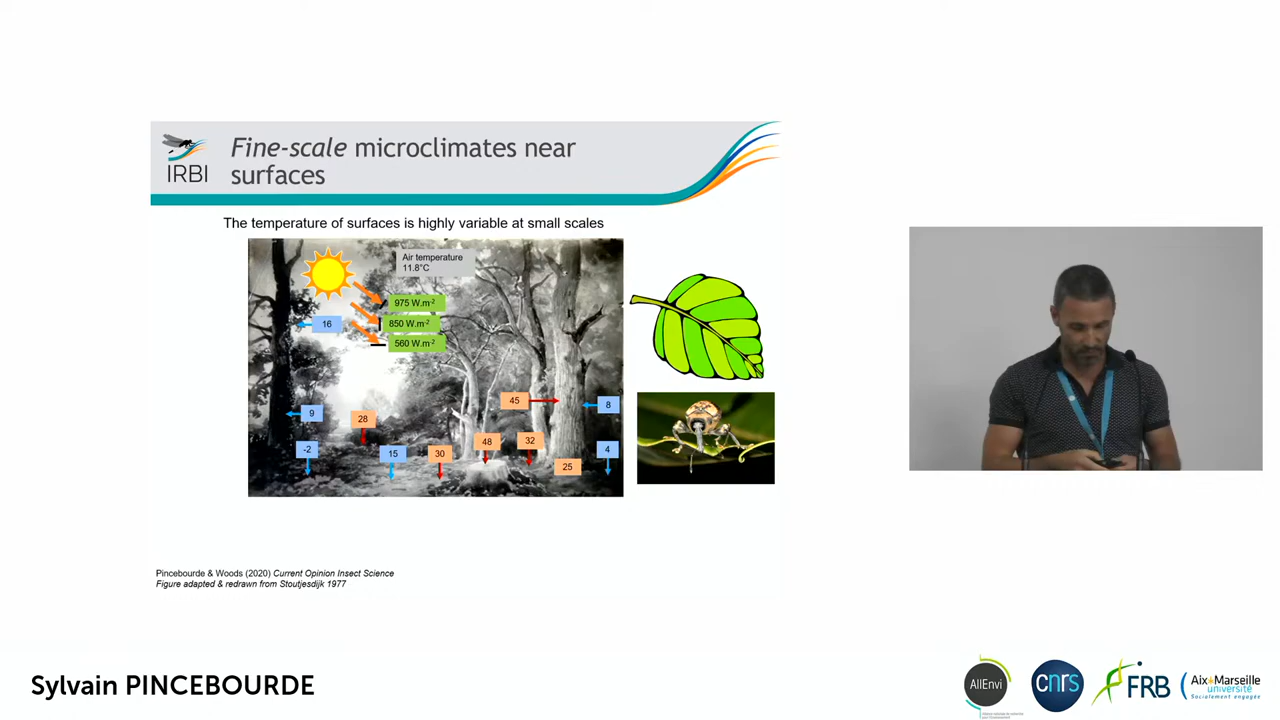 IRBI
Fine-scale microclimates near
surfaces
The temperature of surfaces is highly variable at small scales
Air temperature
11.8°C
975 W.m-2
850 W.m-2
560 W.m-2
16
9
28
-2
15
30
48
45
32
25
8
4
Pincebourde & Woods (2020) Current Opinion Insect Science
Figure adapted & redrawn from Stoutjesdijk 1977
Sylvain PINCEBOURDE
AllEnvi
cnrs
FRB
Aix Marseille
université
Socialement engagée